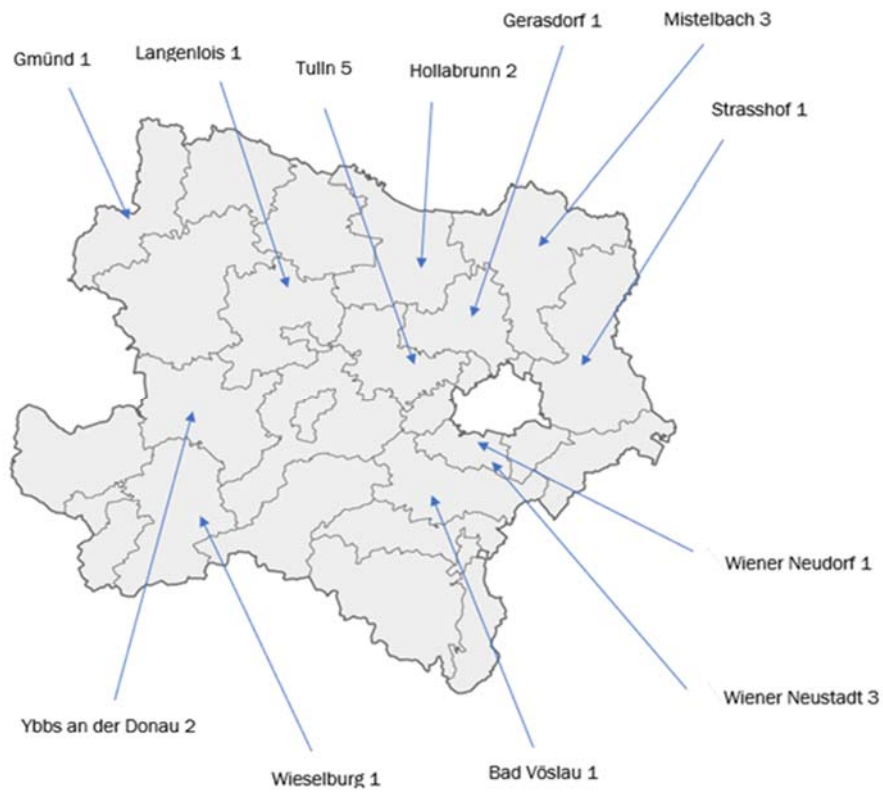 Gerasdorf 1
Mistelbach 3
Gmünd 1
Langenlois 1
Tulln 5
Hollabrunn 2
Strasshof 1
Wiener Neudorf 1
Wiener Neustadt 3
Ybbs an der Donau 2
Wieselburg 1
Bad Vöslau 1